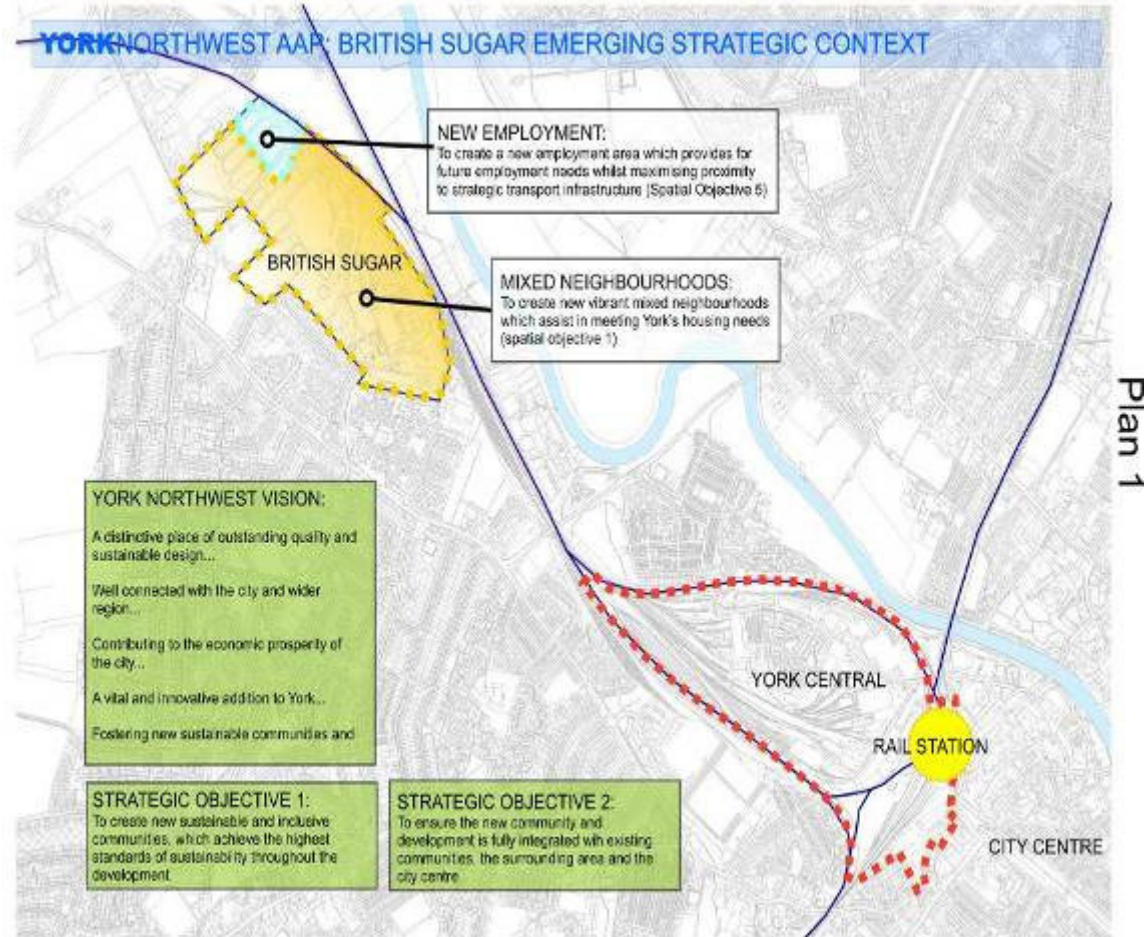 YORKNORTHWEST AAP: BRITISH SUGAR EMERGING STRATEGIC CONTEXT
NEW EMPLOYMENT:
To create a new employment area which provides for
future employment needs whilst maximising proximity
to strategic transport infrastructure (Spatial Objective 6)
BRITISH SUGAR
MIXED NEIGHBOURHOODS:
To create new vibrant mixed neighbourhoods
which assist in meeting York's housing needs
(spatial objective 1)
Plan 1
YORK NORTHWEST VISION:
A distinctive place of outstanding quality and
sustainable design...
Well connected with the city and wider
region...
Contributing to the economic prosperity of
the city...
A vital and innovative addition to York...
Fostering new sustainable communities and
YORK CENTRAL
RAIL STATION
CITY CENTRE
STRATEGIC OBJECTIVE 1:
To create new sustainable and inclusive
communities, which achieve the highest
standards of sustainability throughout the
development
STRATEGIC OBJECTIVE 2:
To ensure the new community and
development is fully integrated wih existing
communities, the surrounding area and the
city centre